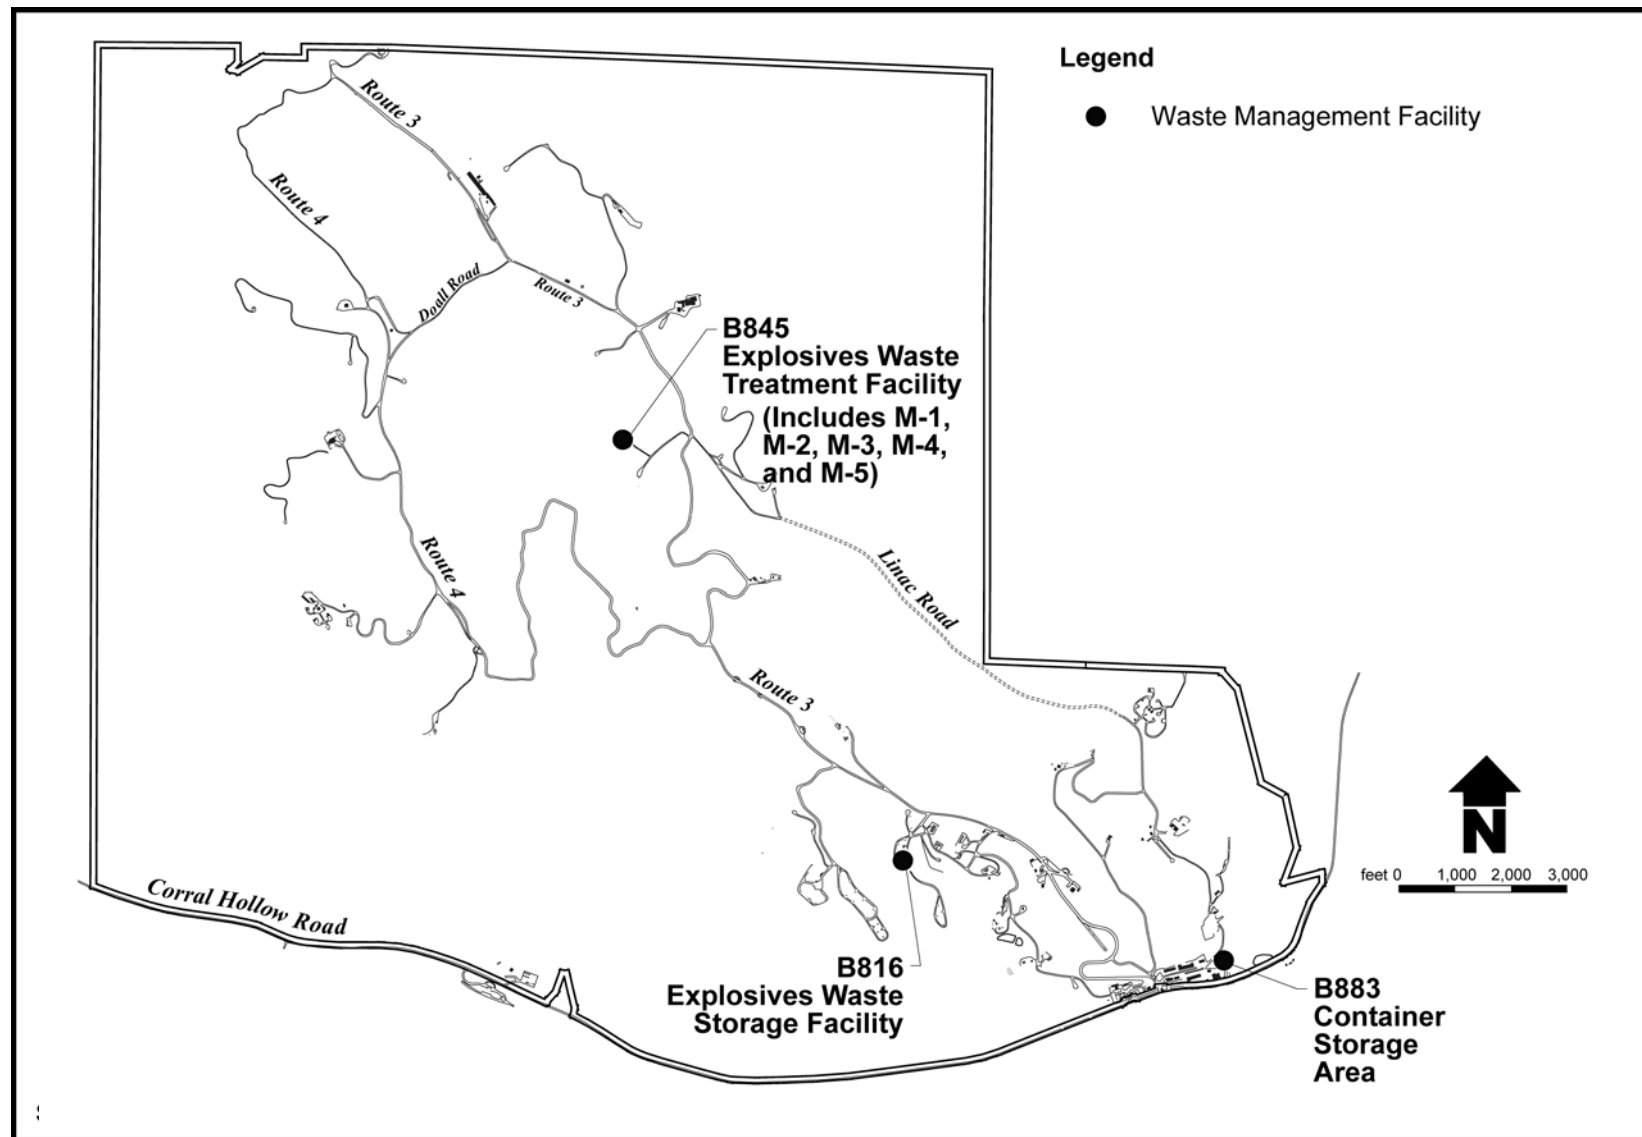 Legend
Waste Management Facility
Route 3
Route 4
Doall Road
Route 3
B845
Explosives Waste
Treatment Facility
(Includes M-1,
M-2, M-3, M-4,
and M-5)
Route 4
Linac Road
Route 3
N
feet 0 1,000 2,000 3,000
Corral Hollow Road
B816
Explosives Waste
Storage Facility
B883
Container
Storage
Area